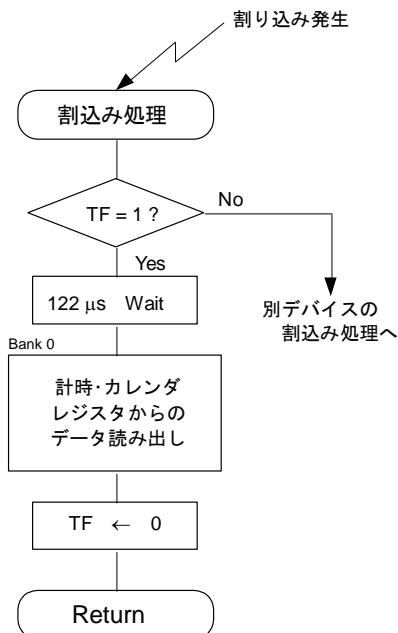 割り込み発生
割込み処理
TF = 1 ?
No
Yes
122 μs Wait
別デバイスの
割込み処理へ
Bank 0
計時･カレンダ
レジスタからの
データ読み出し
TF ← 0
Return